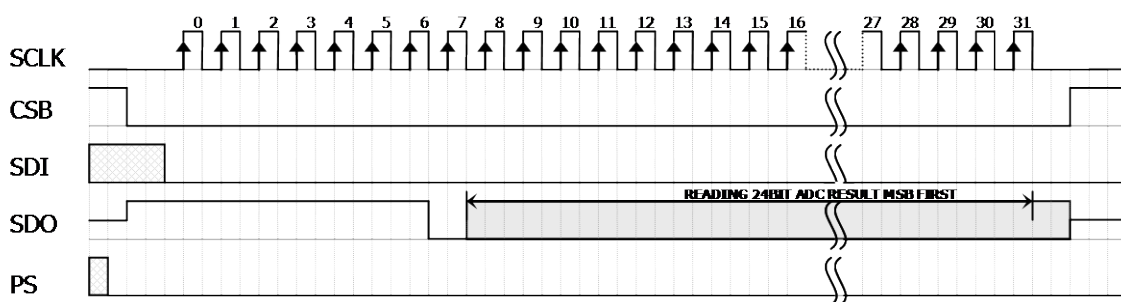 0 1 2 3 4 5 6 7 8 9 10 11 12 13 14 15 16 27 28 29 30 31
SCLK
CSB
SDI
READING 24BIT ADC RESULT MSB FIRST
SDO
PS